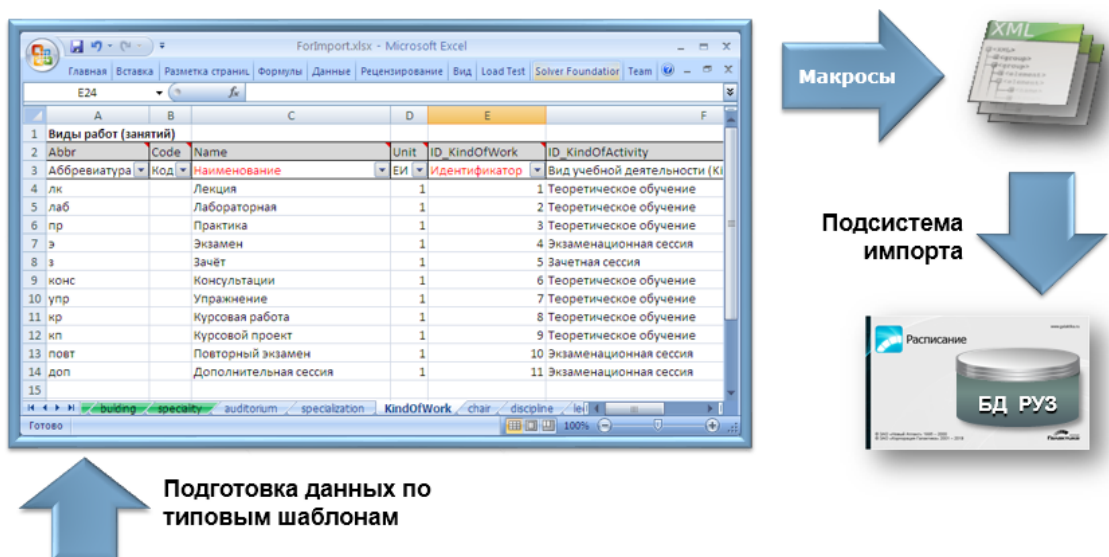 ForImport.xlsx - Microsoft Excel
Главная Вставка Разметка страниц Формулы Данные Рецензирование Вид Load Test Solver Foundation Team
E24 fx
A B C D E F
1 Виды работ (занятий)
2 Abbr Code Name Unit ID_KindOfWork ID_KindOfActivity
3 Аббревиатура Код Наименование ЕИ Идентификатор Вид учебной деятельности (Ki
4 лк Лекция 1 1 Теоретическое обучение
5 лаб Лабораторная 1 2 Теоретическое обучение
6 пр Практика 1 3 Теоретическое обучение
7 э Экзамен 1 4 Экзаменационная сессия
8 з Зачёт 1 5 Зачетная сессия
9 конс Консультации 1 6 Теоретическое обучение
10 упр Упражнение 1 7 Теоретическое обучение
11 кр Курсовая работа 1 8 Теоретическое обучение
12 кп Курсовой проект 1 9 Теоретическое обучение
13 повт Повторный экзамен 1 10 Экзаменационная сессия
14 доп Дополнительная сессия 1 11 Экзаменационная сессия
15
buiding speciality auditorium specialization KindOfWork chair discipline
Готово 100%
Макросы
XML
Подсистема
импорта
Расписание
БД РУЗ
Галактика
Подготовка данных по
типовым шаблонам